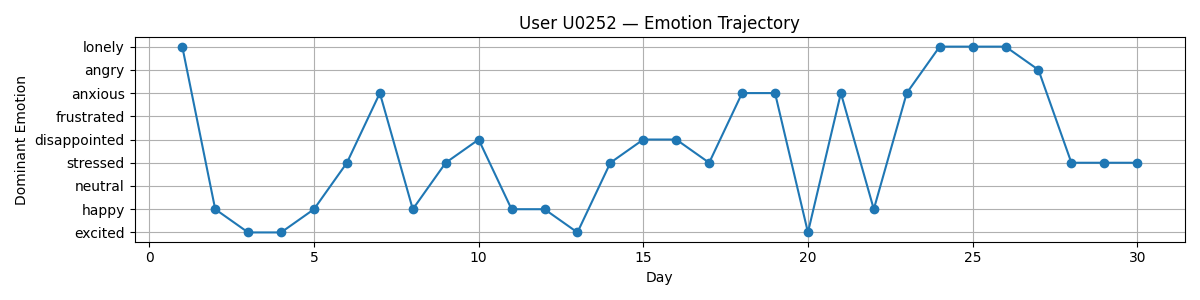 User U0252 — Emotion Trajectory
Dominant Emotion
lonely
angry
anxious
frustrated
disappointed
stressed
neutral
happy
excited
0 5 10 15 20 25 30
Day